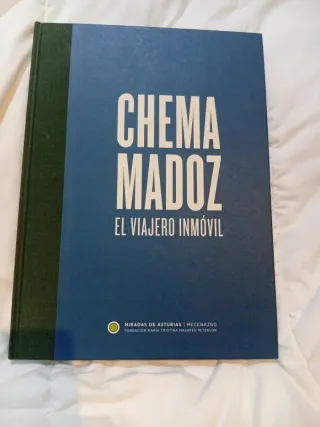 CHEMA
MADOZ
EL VIAJERO INMÓVIL
MIRADAS DE ASTURIAS | MECENAZGO
FUNDACIÓN MARÍA CRISTINA MASAVEU PETERSON